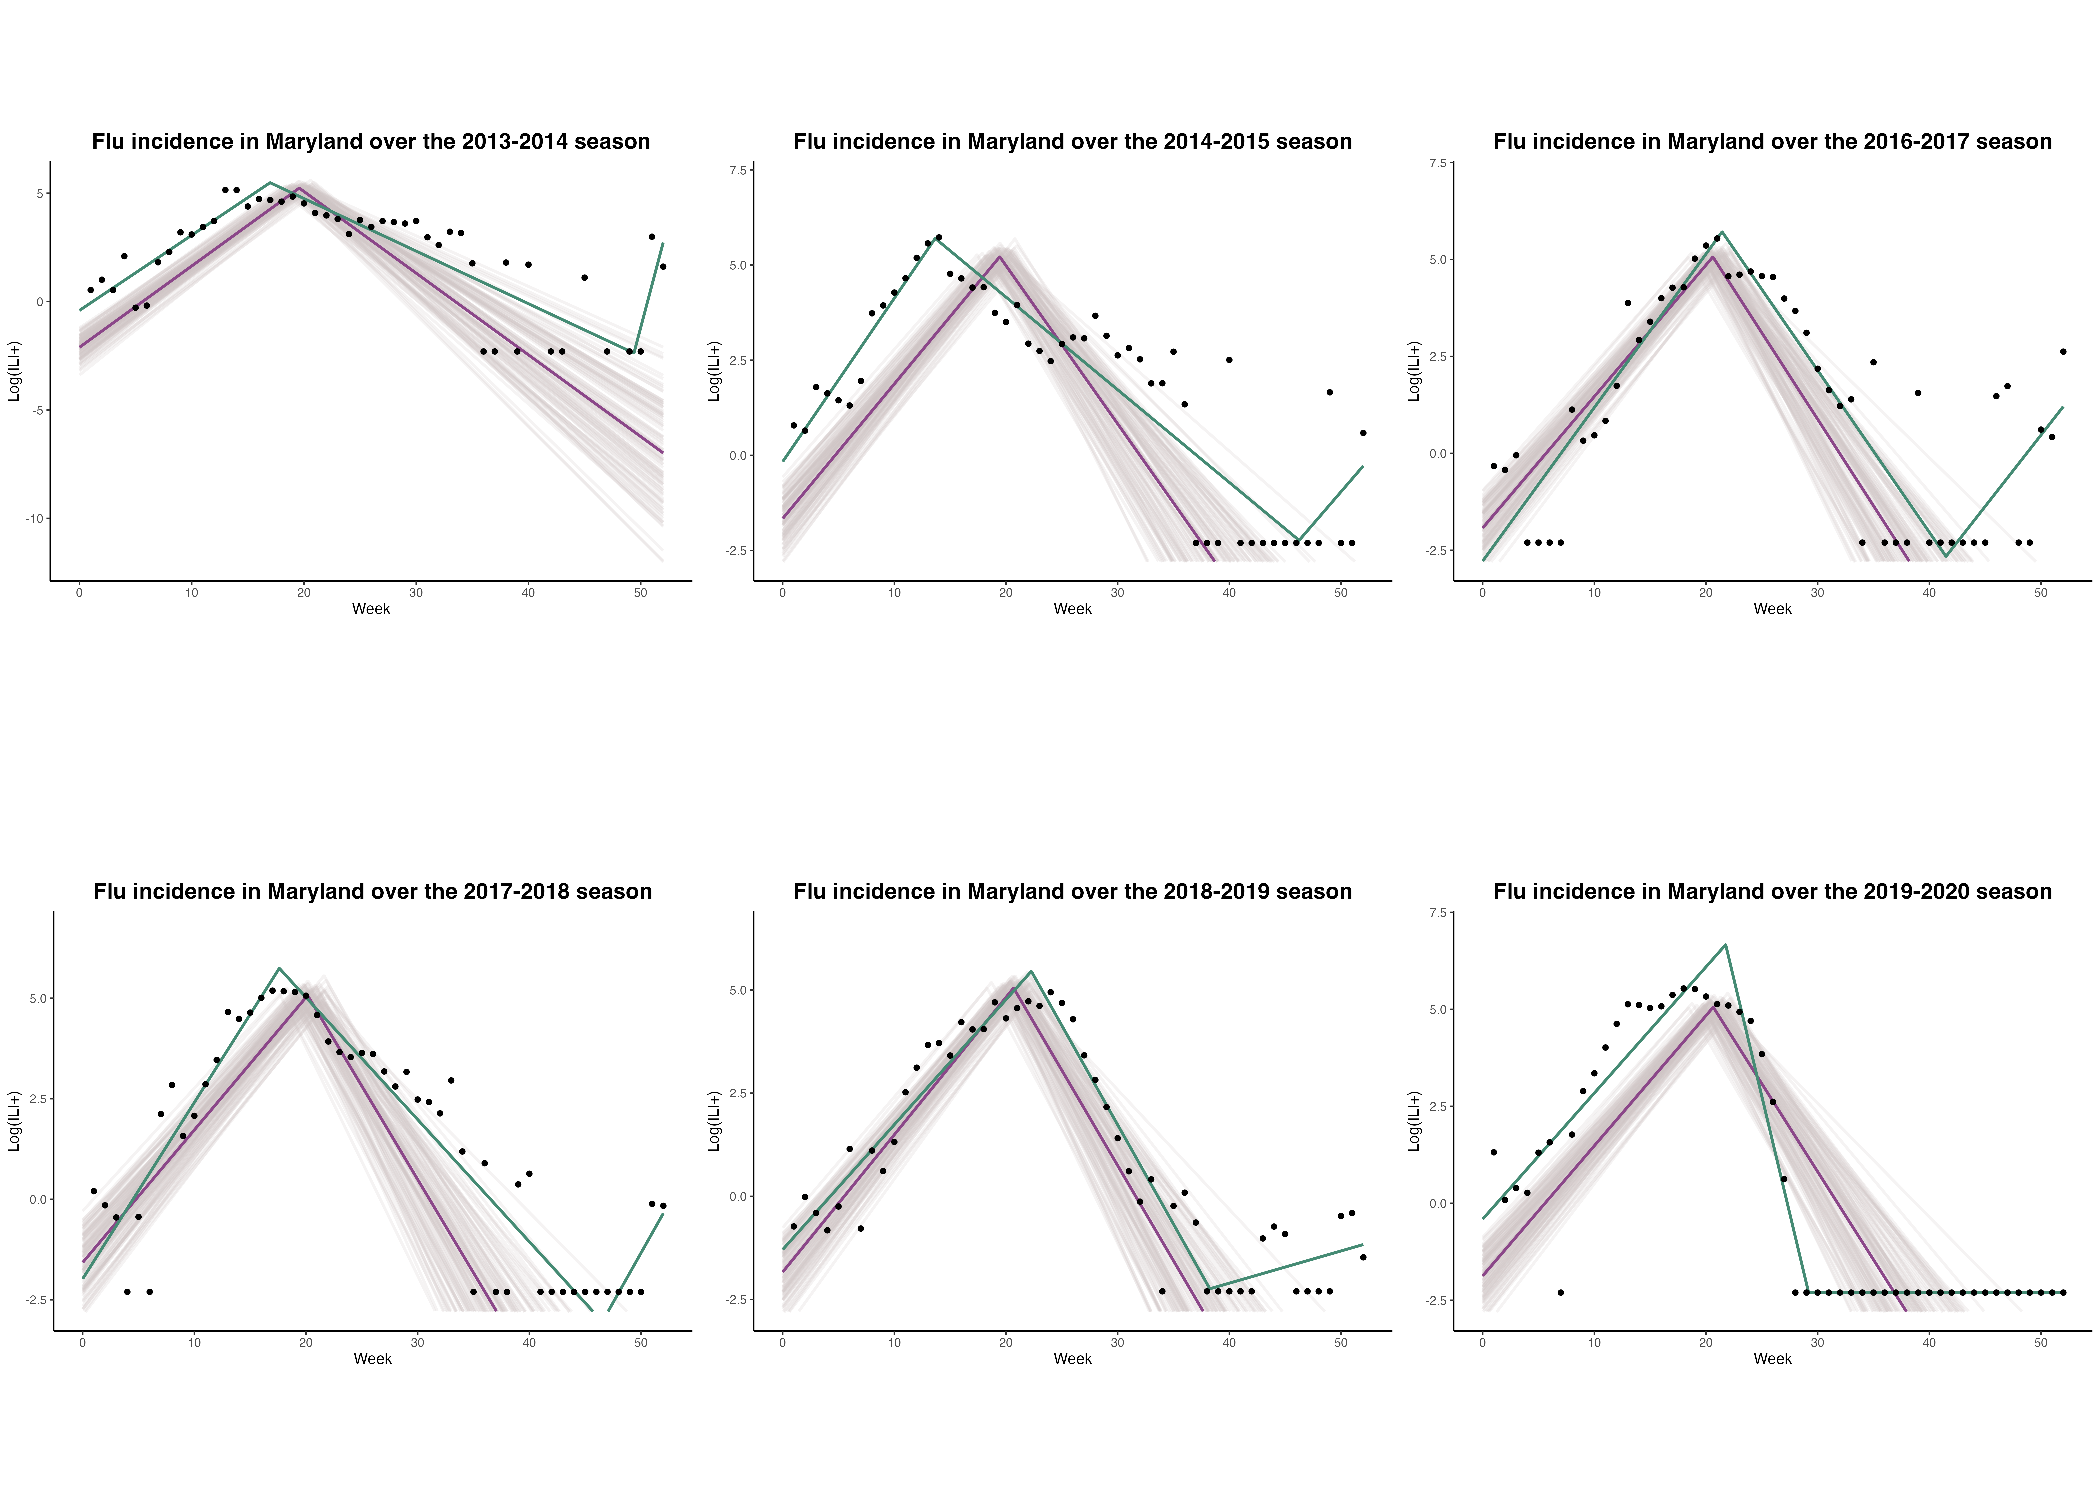 Flu incidence in Maryland over the 2013-2014 season
5
0
-5
-10
Log(ILI+)
0 10 20 30 40 50
Week
Flu incidence in Maryland over the 2014-2015 season
7.5
5.0
2.5
0.0
-2.5
Log(ILI+)
0 10 20 30 40 50
Week
Flu incidence in Maryland over the 2016-2017 season
7.5
5.0
2.5
0.0
-2.5
Log(ILI+)
0 10 20 30 40 50
Week
Flu incidence in Maryland over the 2017-2018 season
5.0
2.5
0.0
-2.5
Log(ILI+)
0 10 20 30 40 50
Week
Flu incidence in Maryland over the 2018-2019 season
5.0
2.5
0.0
-2.5
Log(ILI+)
0 10 20 30 40 50
Week
Flu incidence in Maryland over the 2019-2020 season
7.5
5.0
2.5
0.0
-2.5
Log(ILI+)
0 10 20 30 40 50
Week